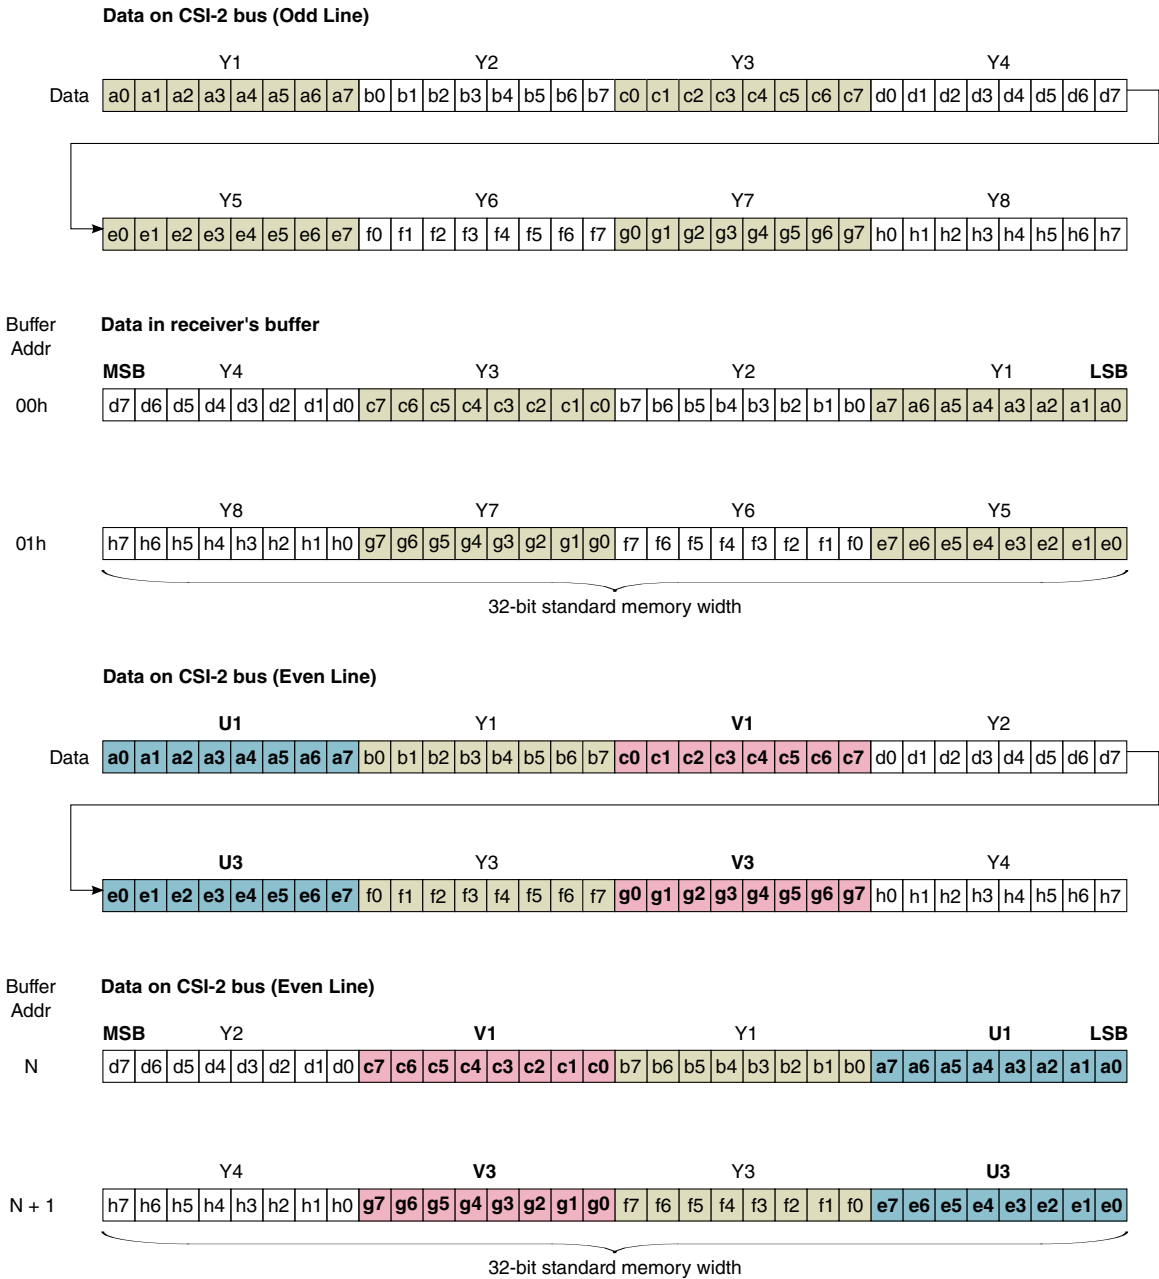 Data on CSI-2 bus (Odd Line)
Y1 Y2 Y3 Y4
Data a0 a1 a2 a3 a4 a5 a6 a7 b0 b1 b2 b3 b4 b5 b6 b7 c0 c1 c2 c3 c4 c5 c6 c7 d0 d1 d2 d3 d4 d5 d6 d7
Y5 Y6 Y7 Y8
e0 e1 e2 e3 e4 e5 e6 e7 f0 f1 f2 f3 f4 f5 f6 f7 g0 g1 g2 g3 g4 g5 g6 g7 h0 h1 h2 h3 h4 h5 h6 h7
Buffer Data in receiver's buffer
Addr
MSB Y4 Y3 Y2 Y1 LSB
00h d7 d6 d5 d4 d3 d2 d1 d0 c7 c6 c5 c4 c3 c2 c1 c0 b7 b6 b5 b4 b3 b2 b1 b0 a7 a6 a5 a4 a3 a2 a1 a0
Y8 Y7 Y6 Y5
01h h7 h6 h5 h4 h3 h2 h1 h0 g7 g6 g5 g4 g3 g2 g1 g0 f7 f6 f5 f4 f3 f2 f1 f0 e7 e6 e5 e4 e3 e2 e1 e0
32-bit standard memory width
Data on CSI-2 bus (Even Line)
U1 Y1 V1 Y2
Data a0 a1 a2 a3 a4 a5 a6 a7 b0 b1 b2 b3 b4 b5 b6 b7 c0 c1 c2 c3 c4 c5 c6 c7 d0 d1 d2 d3 d4 d5 d6 d7
U3 Y3 V3 Y4
e0 e1 e2 e3 e4 e5 e6 e7 f0 f1 f2 f3 f4 f5 f6 f7 g0 g1 g2 g3 g4 g5 g6 g7 h0 h1 h2 h3 h4 h5 h6 h7
Buffer Data on CSI-2 bus (Even Line)
Addr
MSB Y2 V1 Y1 U1 LSB
N d7 d6 d5 d4 d3 d2 d1 d0 c7 c6 c5 c4 c3 c2 c1 c0 b7 b6 b5 b4 b3 b2 b1 b0 a7 a6 a5 a4 a3 a2 a1 a0
Y4 V3 Y3 U3
N + 1 h7 h6 h5 h4 h3 h2 h1 h0 g7 g6 g5 g4 g3 g2 g1 g0 f7 f6 f5 f4 f3 f2 f1 f0 e7 e6 e5 e4 e3 e2 e1 e0
32-bit standard memory width